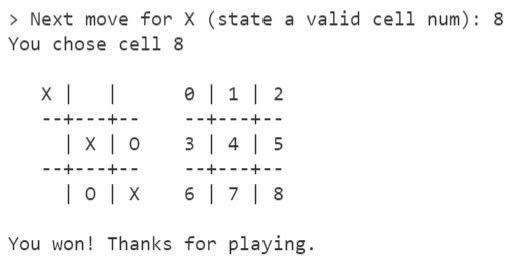 > Next move for X (state a valid cell num): 8
You chose cell 8
X |   |      0 | 1 | 2
--+---+--    --+---+--
  | X | O    3 | 4 | 5
--+---+--    --+---+--
  | O | X    6 | 7 | 8
You won! Thanks for playing.